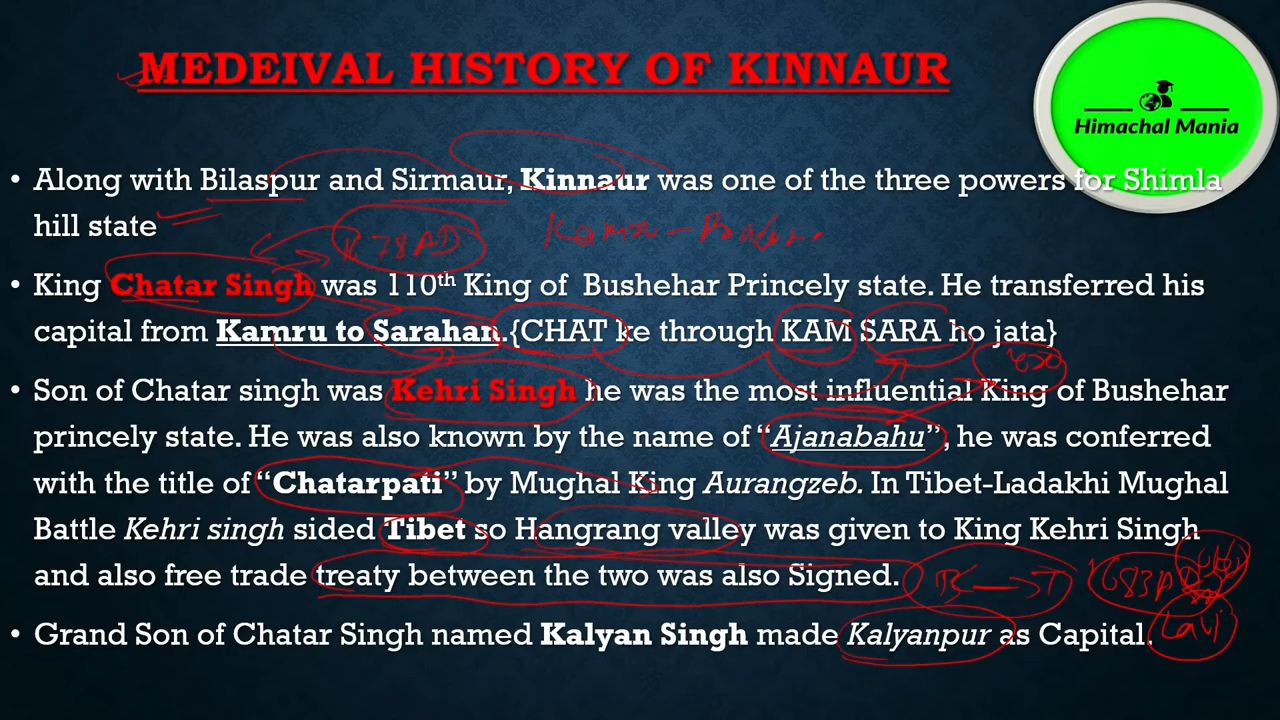 MEDEIVAL HISTORY OF KINNAUR
Himachal Mania
• Along with Bilaspur and Sirmaur, Kinnaur was one of the three powers for Shimla
hill state
78 AD
• King Chatar Singh was 110th King of Bushehar Princely state. He transferred his
capital from Kamru to Sarahan.{CHAT ke through KAM SARA ho jata}
• Son of Chatar singh was Kehri Singh he was the most influential King of Bushehar
princely state. He was also known by the name of “Ajanabahu”, he was conferred
with the title of “Chatarpati” by Mughal King Aurangzeb. In Tibet-Ladakhi Mughal
Battle Kehri singh sided Tibet so Hangrang valley was given to King Kehri Singh
and also free trade treaty between the two was also Signed.
• Grand Son of Chatar Singh named Kalyan Singh made Kalyanpur as Capital.
Lavi